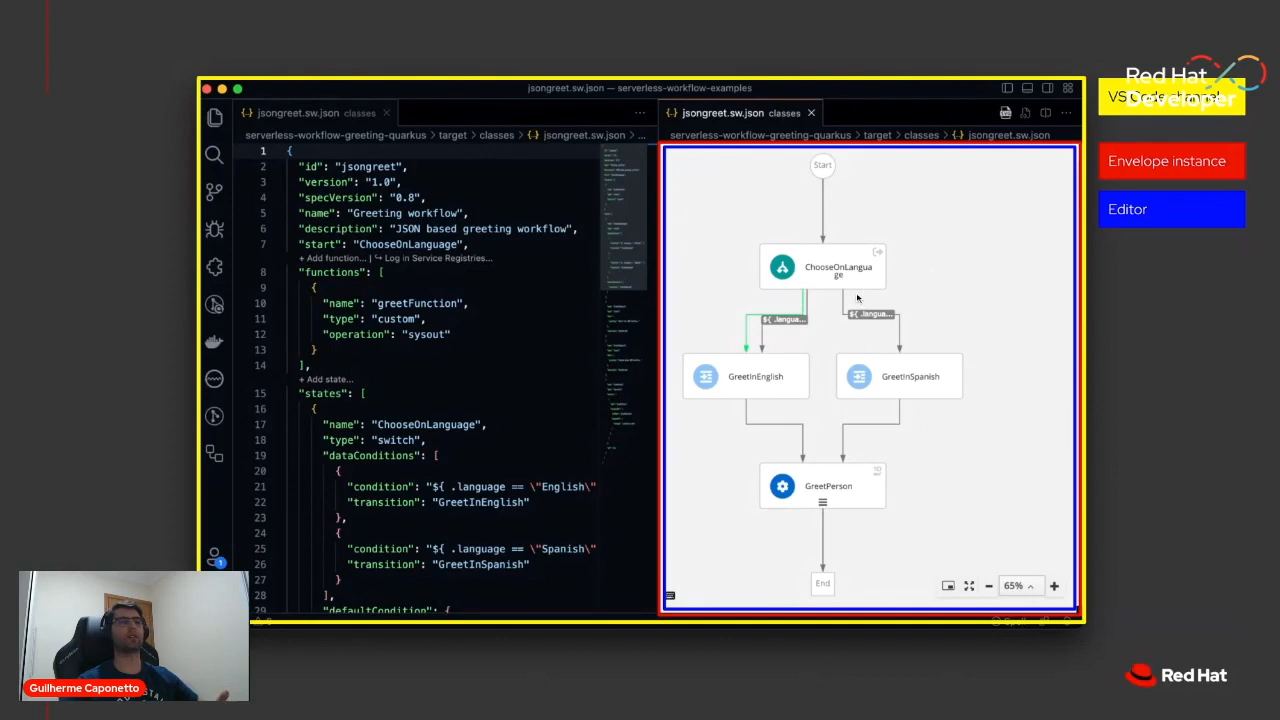 jsongreet.sw.json — serverless-workflow-examples
{} jsongreet.sw.json classes
{} jsongreet.sw.json classes
serverless-workflow-greeting-quarkus > target > classes > {} jsongreet.sw.json > ...
serverless-workflow-greeting-quarkus > target > classes > {} jsongreet.sw.json
1 {
2 "id": "jsongreet",
3 "version": "1.0",
4 "specVersion": "0.8",
5 "name": "Greeting workflow",
6 "description": "JSON based greeting workflow",
7 "start": "ChooseOnLanguage",
+ Add function... | ↪ Log in Service Registries...
8 "functions": [
9 {
10 "name": "greetFunction",
11 "type": "custom",
12 "operation": "sysout"
13 }
14 ],
+ Add state...
15 "states": [
16 {
17 "name": "ChooseOnLanguage",
18 "type": "switch",
19 "dataConditions": [
20 {
21 "condition": "${ .language == \"English\"
22 "transition": "GreetInEnglish"
23 },
24 {
25 "condition": "${ .language == \"Spanish\"
26 "transition": "GreetInSpanish"
27 }
28 ],
29 "defaultCondition": {
Start
ChooseOnLangua
ge
${ .langua...
${ .langua...
GreetInEnglish
GreetInSpanish
GreetPerson
End
65%
1
Red Hat
Developer
VS Code channel
Envelope instance
Editor
Guilherme Caponetto
Red Hat